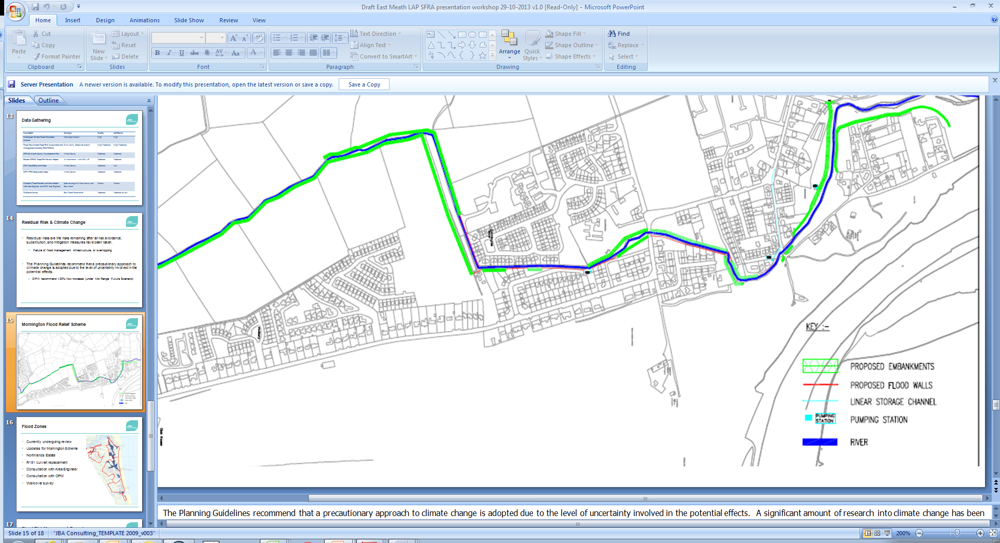 Draft East Meath LAP SFRA presentation workshop 29-10-2013 v1.0 [Read-Only] - Microsoft PowerPoint
Home Insert Design Animations Slide Show Review View
Paste
Cut
Copy
Format Painter
Clipboard
New Slide
Layout
Reset
Delete
Slides
Font
Text Direction
Align Text
Convert to SmartArt
Paragraph
Arrange
Quick Styles
Shape Fill
Shape Outline
Shape Effects
Drawing
Find
Replace
Select
Editing
Server Presentation A newer version is available. To modify this presentation, open the latest version or save a copy. Save a Copy
Slides Outline
13
Data Gathering
14
Residual Risk & Climate Change
Residual risks are the risks remaining after all risk avoidance,
substitution, and mitigation measures have been taken.
– Failure of flood management infrastructure, or overtopping
The Planning Guidelines recommend that a precautionary approach to
climate change is adopted due to the level of uncertainty involved in the
potential effects.
– OPW recommend +20% flow increase (under Mid Range Future Scenario)
15
Mornington Flood Relief Scheme
16
Flood Zones
Currently undergoing review
Updates for Mornington Scheme
Northlands Estate
R151 culvert replacement
Consultation with Area Engineer
Consultation with OPW
Walkover survey
17
KEY :-
PROPOSED EMBANKMENTS
PROPOSED FLOOD WALLS
LINEAR STORAGE CHANNEL
PUMPING STATION
PUMPING STATION
RIVER
The Planning Guidelines recommend that a precautionary approach to climate change is adopted due to the level of uncertainty involved in the potential effects. A significant amount of research into climate change has been
Slide 15 of 18 "JBA Consulting_TEMPLATE 2009_v003" 200%